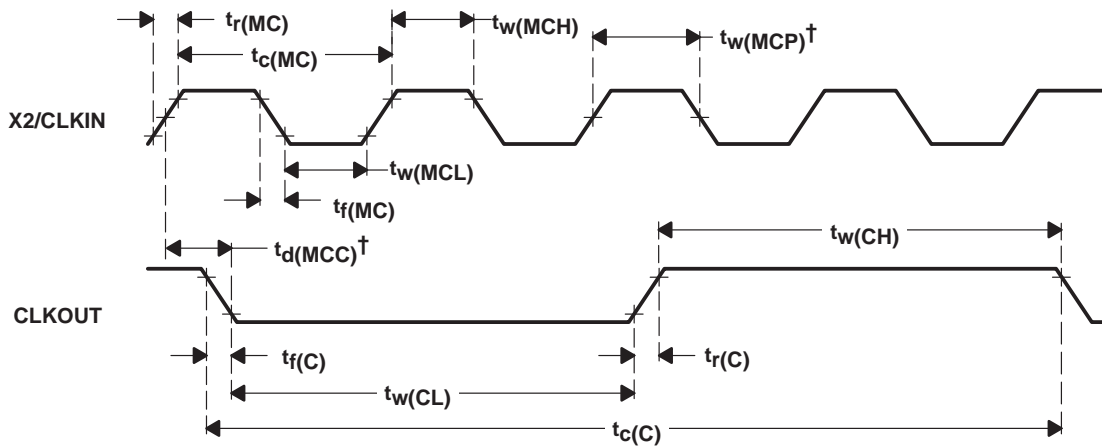 tr(MC)
tw(MCH)
tw(MCP)†
tc(MC)
X2/CLKIN
tw(MCL)
tf(MC)
td(MCC)†
tw(CH)
CLKOUT
tf(C)
tr(C)
tw(CL)
tc(C)